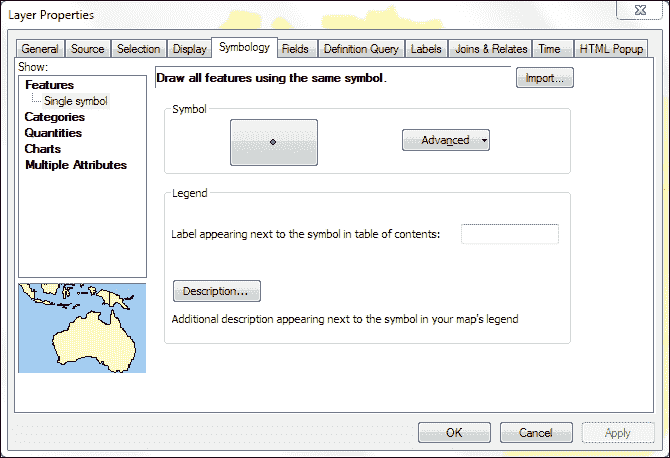 Layer Properties
General Source Selection Display Symbology Fields Definition Query Labels Joins & Relates Time HTML Popup
Show:
Features
Single symbol
Categories
Quantities
Charts
Multiple Attributes
Draw all features using the same symbol.
Import...
Symbol
Advanced
Legend
Label appearing next to the symbol in table of contents:
Description...
Additional description appearing next to the symbol in your map's legend
OK Cancel Apply